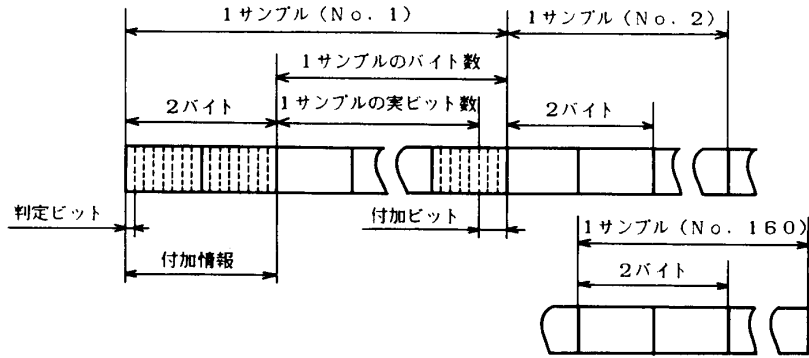 1サンプル(No.1)
1サンプル(No.2)
1サンプルのバイト数
2バイト
1サンプルの実ビット数
2バイト
判定ビット
付加ビット
1サンプル(No.160)
付加情報
2バイト